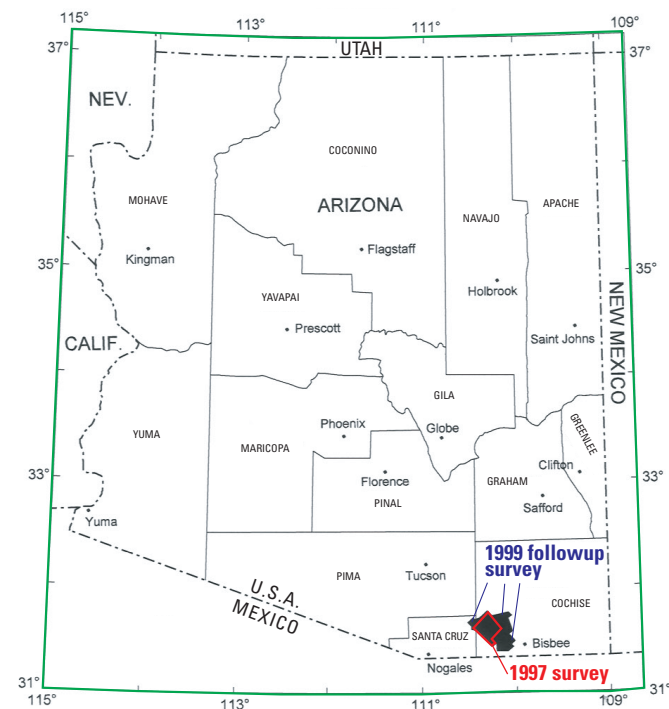 115°
113°
111°
109°
37°
UTAH
37°
NEV.
COCONINO
MOHAVE
ARIZONA
NAVAJO
APACHE
Kingman
Flagstaff
35°
35°
Holbrook
YAVAPAI
Prescott
Saint Johns
NEW MEXICO
CALIF.
GILA
YUMA
MARICOPA
Phoenix
Globe
GREENLEE
Clifton
33°
33°
Florence
PINAL
GRAHAM
Safford
Yuma
1999 followup
survey
U.S.A.
MEXICO
PIMA
Tucson
COCHISE
SANTA CRUZ
Bisbee
Nogales
1997 survey
31°
31°
115°
113°
111°
109°